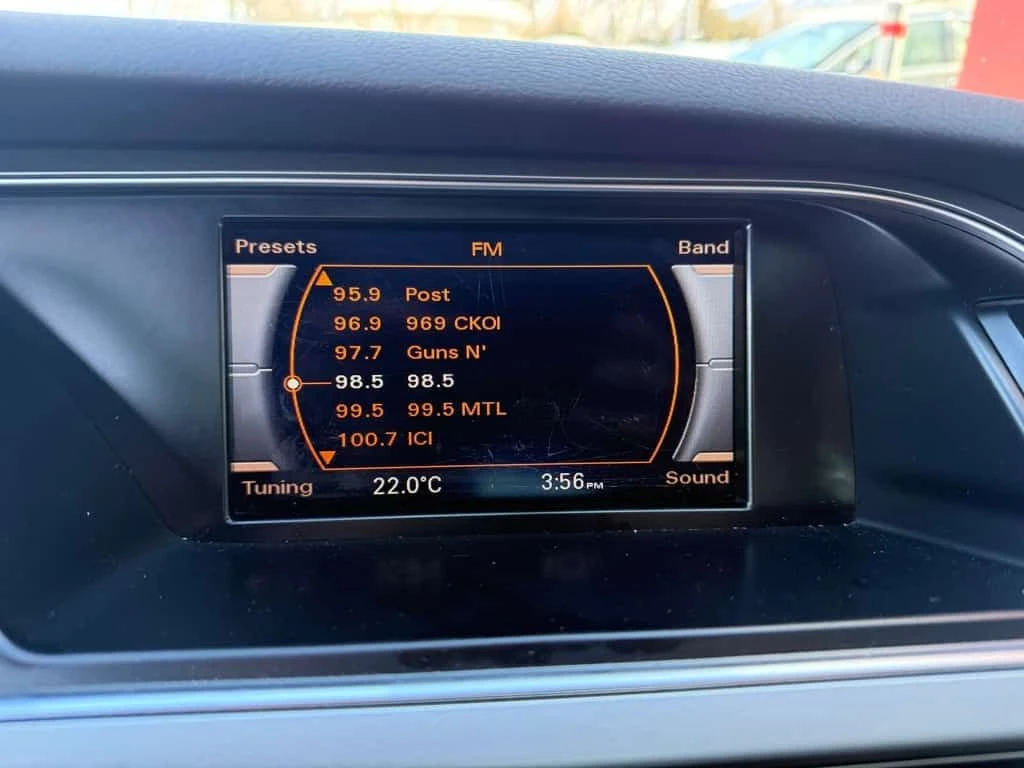 Presets FM Band
95.9 Post
96.9 969 CKOI
97.7 Guns N'
98.5 98.5
99.5 99.5 MTL
100.7 ICI
Tuning 22.0°C 3:56PM Sound